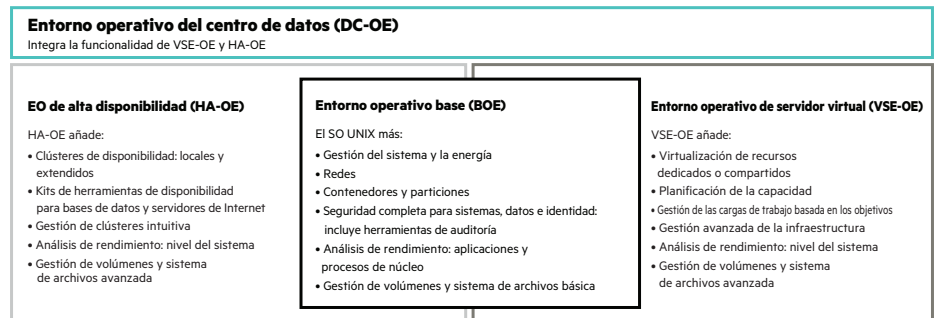 Entorno operativo del centro de datos (DC-OE)
Integra la funcionalidad de VSE-OE y HA-OE
EO de alta disponibilidad (HA-OE)
HA-OE añade:
• Clústeres de disponibilidad: locales y
extendidos
• Kits de herramientas de disponibilidad
para bases de datos y servidores de Internet
• Gestión de clústeres intuitiva
• Análisis de rendimiento: nivel del sistema
• Gestión de volúmenes y sistema
de archivos avanzada
Entorno operativo base (BOE)
El SO UNIX más:
• Gestión del sistema y la energía
• Redes
• Contenedores y particiones
• Seguridad completa para sistemas, datos e identidad:
incluye herramientas de auditoría
• Análisis de rendimiento: aplicaciones y
procesos de núcleo
• Gestión de volúmenes y sistema de archivos básica
Entorno operativo de servidor virtual (VSE-OE)
VSE-OE añade:
• Virtualización de recursos
dedicados o compartidos
• Planificación de la capacidad
• Gestión de las cargas de trabajo basada en los objetivos
• Gestión avanzada de la infraestructura
• Análisis de rendimiento: nivel del sistema
• Gestión de volúmenes y sistema
de archivos avanzada